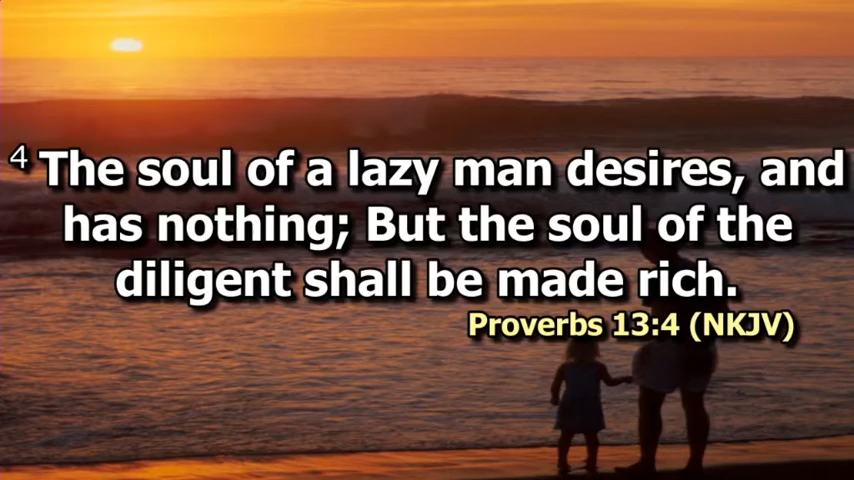 4 The soul of a lazy man desires, and
has nothing; But the soul of the
diligent shall be made rich.
Proverbs 13:4 (NKJV)